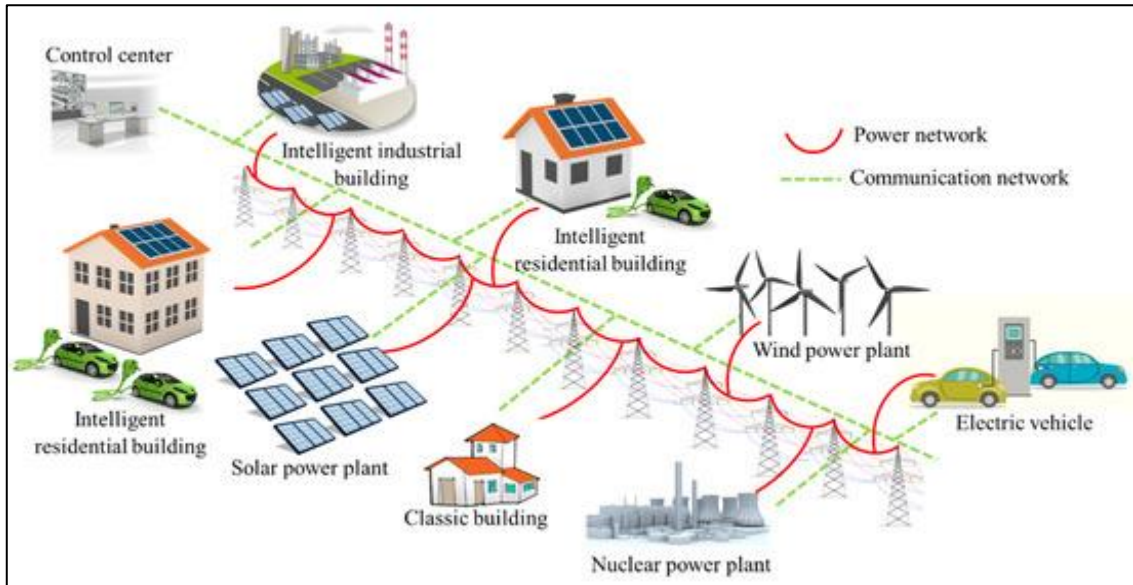 Control center
Intelligent industrial
building
Power network
Communication network
Intelligent
residential building
Wind power plant
Intelligent
residential building
Solar power plant
Electric vehicle
Classic building
Nuclear power plant